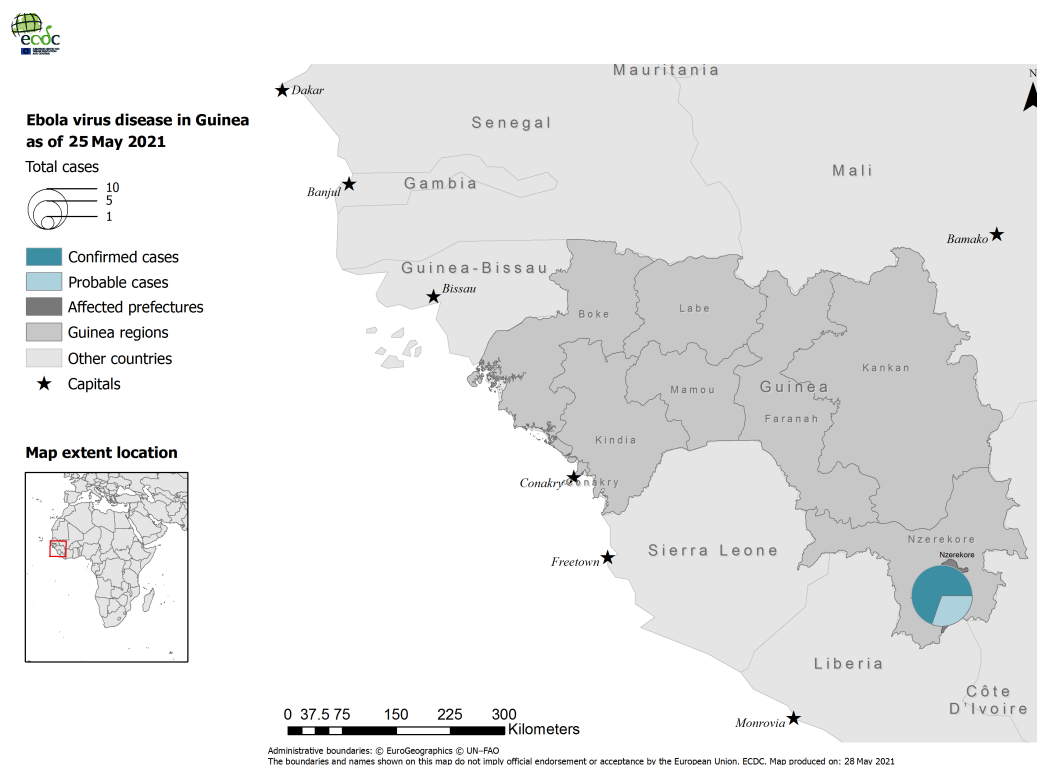 ecdc
Ebola virus disease in Guinea
as of 25 May 2021
Total cases
10
5
1
Confirmed cases
Probable cases
Affected prefectures
Guinea regions
Other countries
Capitals
Map extent location
N
Mauritania
Dakar
Senegal
Mali
Banjul
Gambia
Bamako
Guinea-Bissau
Bissau
Boke
Labe
Kankan
Mamou
Guinea
Faranah
Kindia
Conakry
Conakry
Nzerekore
Nzerekore
Sierra Leone
Freetown
Liberia
Côte
D'Ivoire
Monrovia
0 37.5 75 150 225 300
Kilometers
Administrative boundaries: © EuroGeographics © UN–FAO
The boundaries and names shown on this map do not imply official endorsement or acceptance by the European Union. ECDC. Map produced on: 28 May 2021